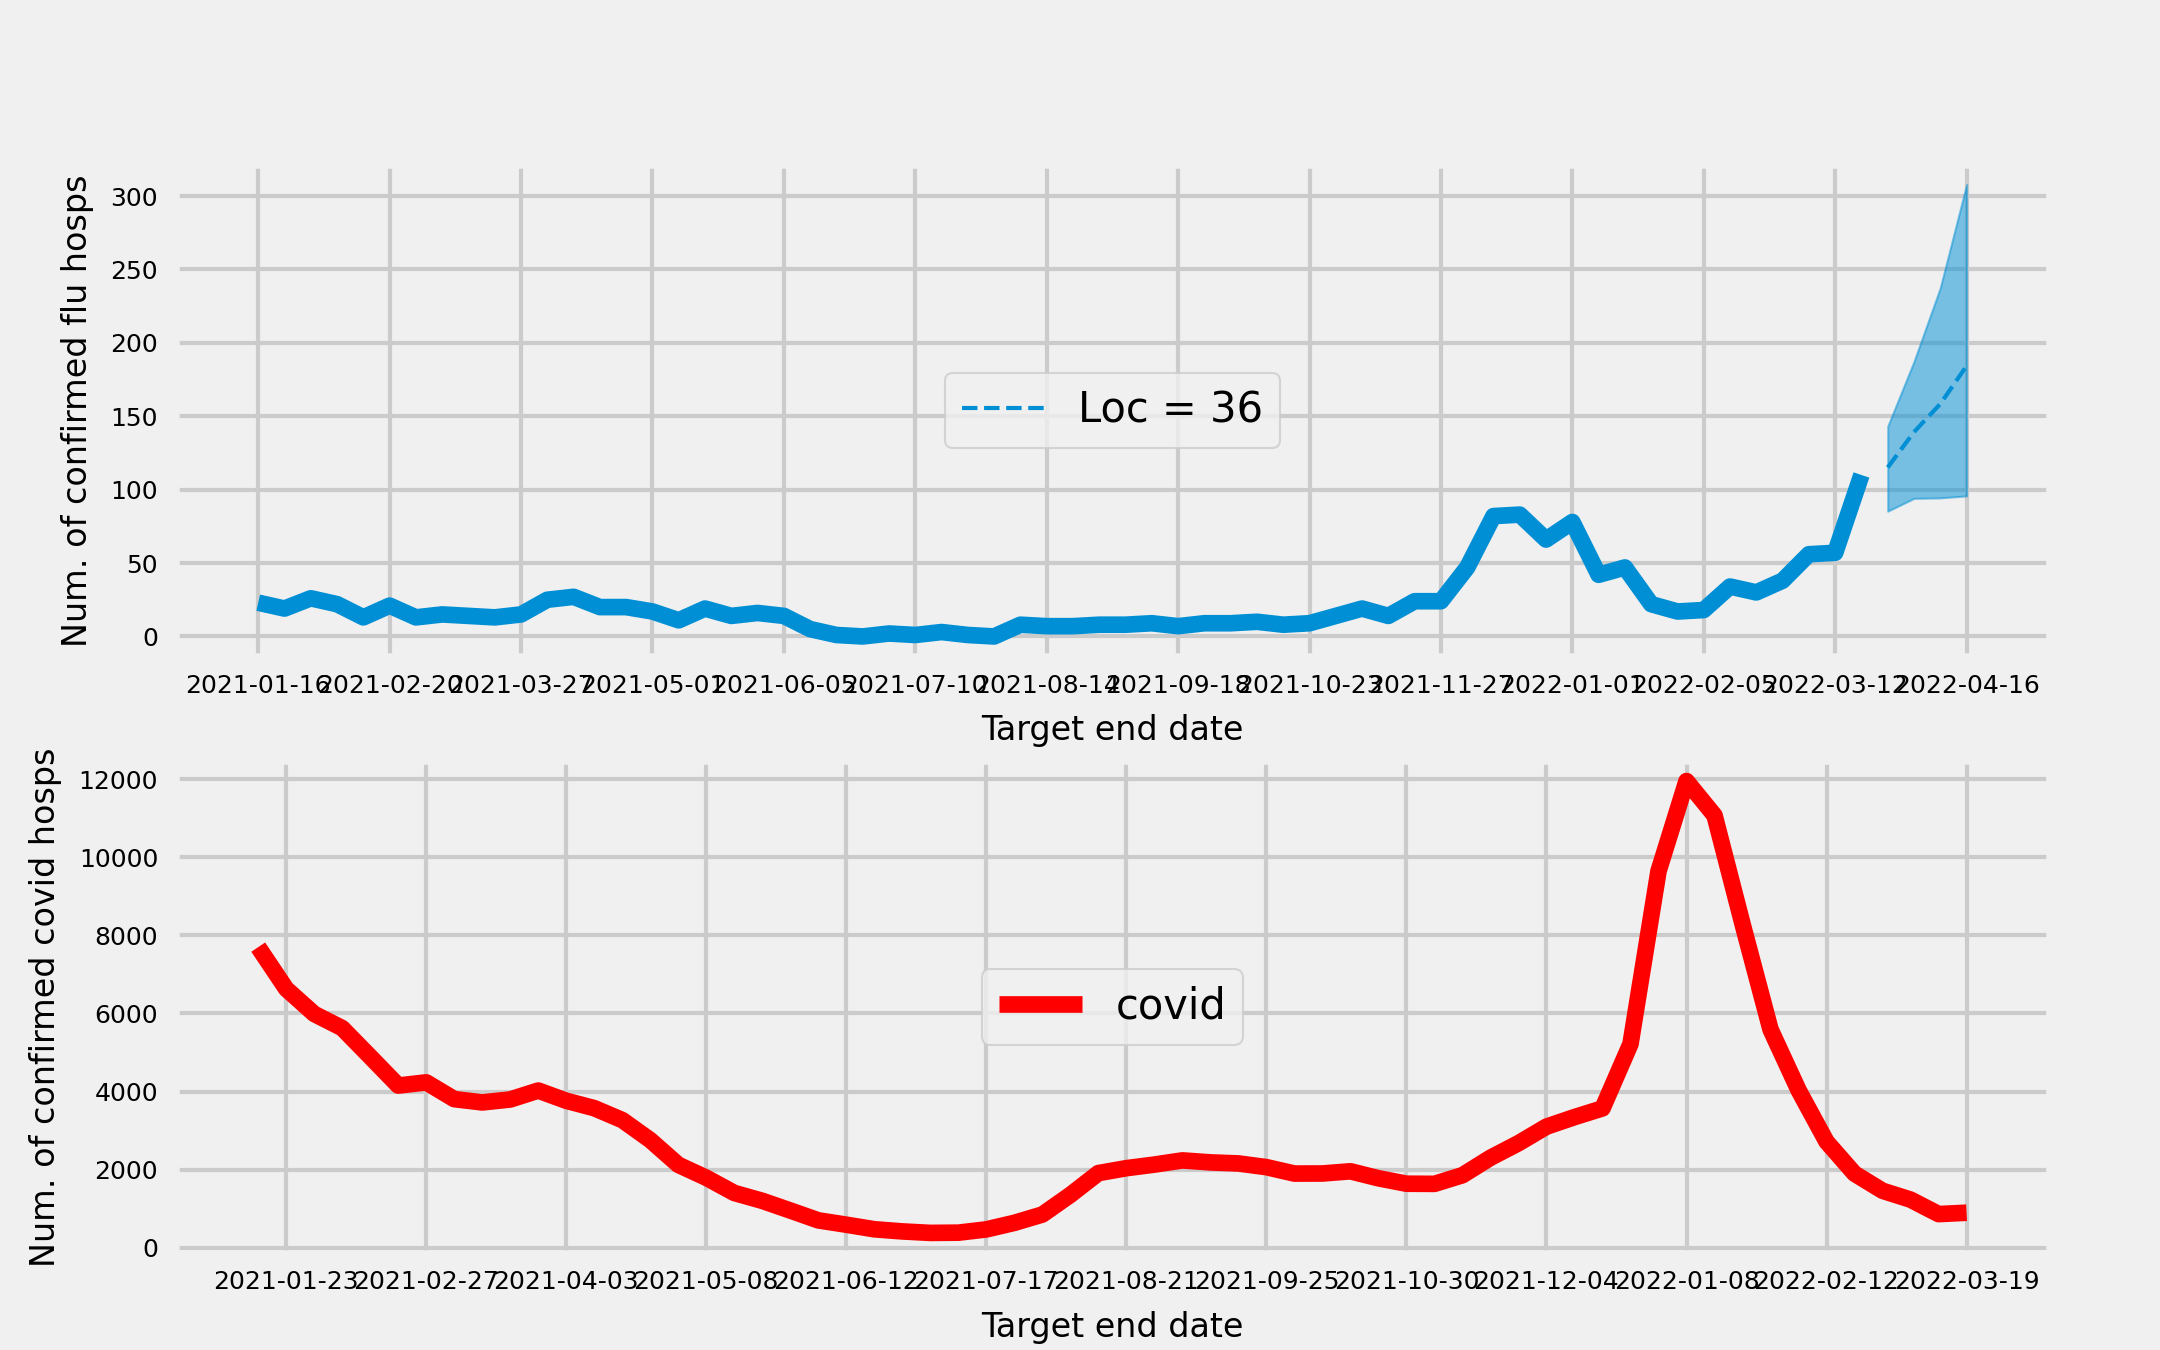 Num. of confirmed flu hosps
300
250
200
150
100
50
0
Loc = 36
2021-01-16 2021-02-20 2021-03-27 2021-05-01 2021-06-05 2021-07-10 2021-08-14 2021-09-18 2021-10-23 2021-11-27 2022-01-01 2022-02-05 2022-03-12 2022-04-16
Target end date
Num. of confirmed covid hosps
12000
10000
8000
6000
4000
2000
0
covid
2021-01-23 2021-02-27 2021-04-03 2021-05-08 2021-06-12 2021-07-17 2021-08-21 2021-09-25 2021-10-30 2021-12-04 2022-01-08 2022-02-12 2022-03-19
Target end date